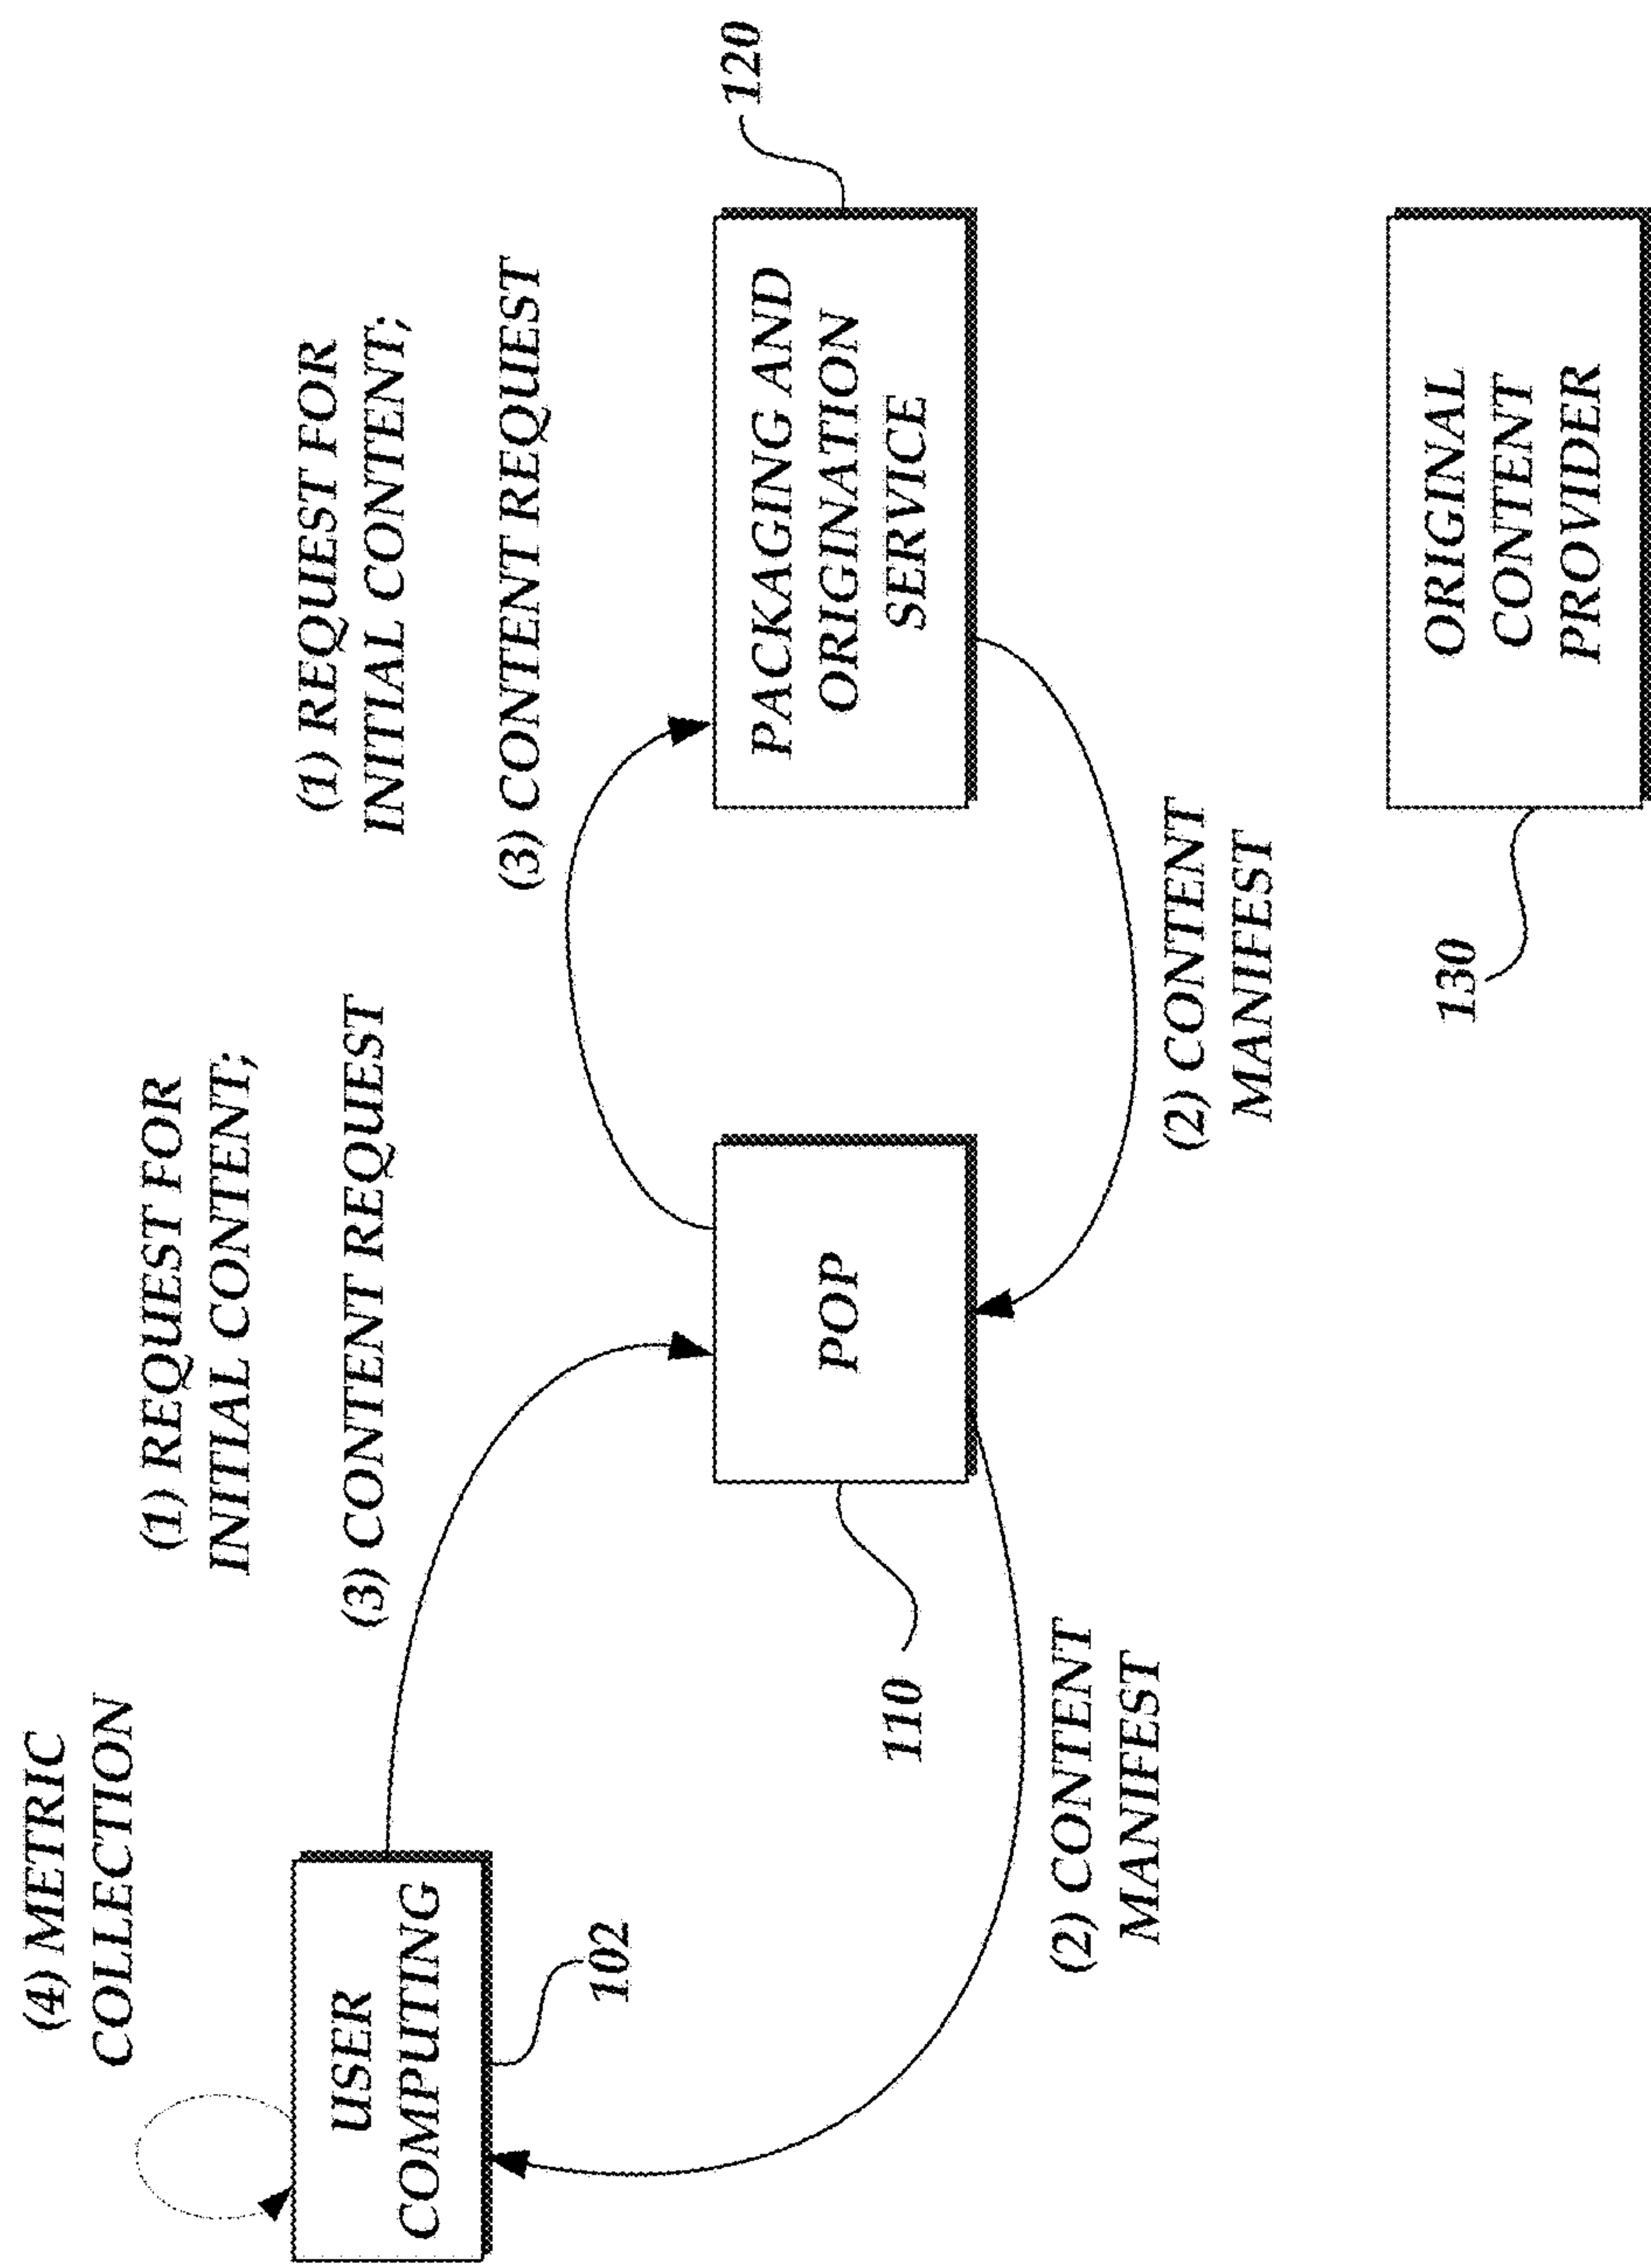 (4) METRIC
COLLECTION
(1) REQUEST FOR
INITIAL CONTENT;
(3) CONTENT REQUEST
(1) REQUEST FOR
INITIAL CONTENT;
(3) CONTENT REQUEST
USER
COMPUTING
102
POP
110
PACKAGING AND
ORIGINATION
SERVICE
120
(2) CONTENT
MANIFEST
(2) CONTENT
MANIFEST
130
ORIGINAL
CONTENT
PROVIDER